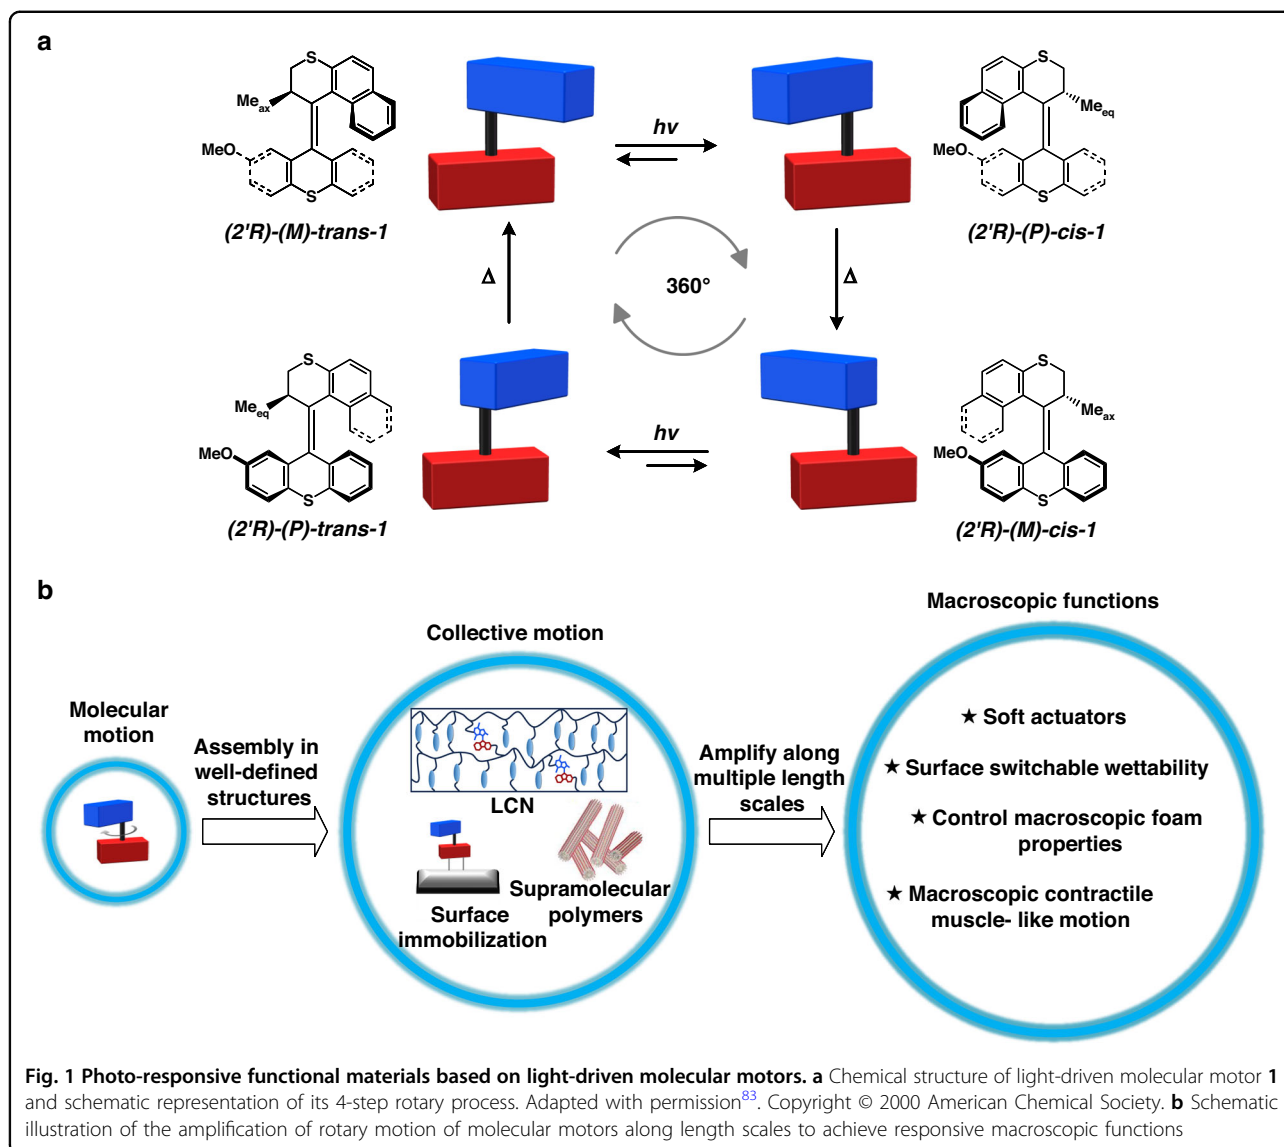 a
S
Me ax
MeO
S
(2'R)-(M)-trans-1
hv
S
Me eq
MeO
S
(2'R)-(P)-cis-1
Δ
360°
Δ
S
Me eq
MeO
S
(2'R)-(P)-trans-1
hv
S
Me ax
MeO
S
(2'R)-(M)-cis-1
b
Molecular
motion
Assembly in
well-defined
structures
Collective motion
LCN
Surface
immobilization
Supramolecular
polymers
Amplify along
multiple length
scales
Macroscopic functions
★ Soft actuators
★ Surface switchable wettability
★ Control macroscopic foam
properties
★ Macroscopic contractile
muscle- like motion
Fig. 1 Photo-responsive functional materials based on light-driven molecular motors. a Chemical structure of light-driven molecular motor 1
and schematic representation of its 4-step rotary process. Adapted with permission83. Copyright © 2000 American Chemical Society. b Schematic
illustration of the amplification of rotary motion of molecular motors along length scales to achieve responsive macroscopic functions